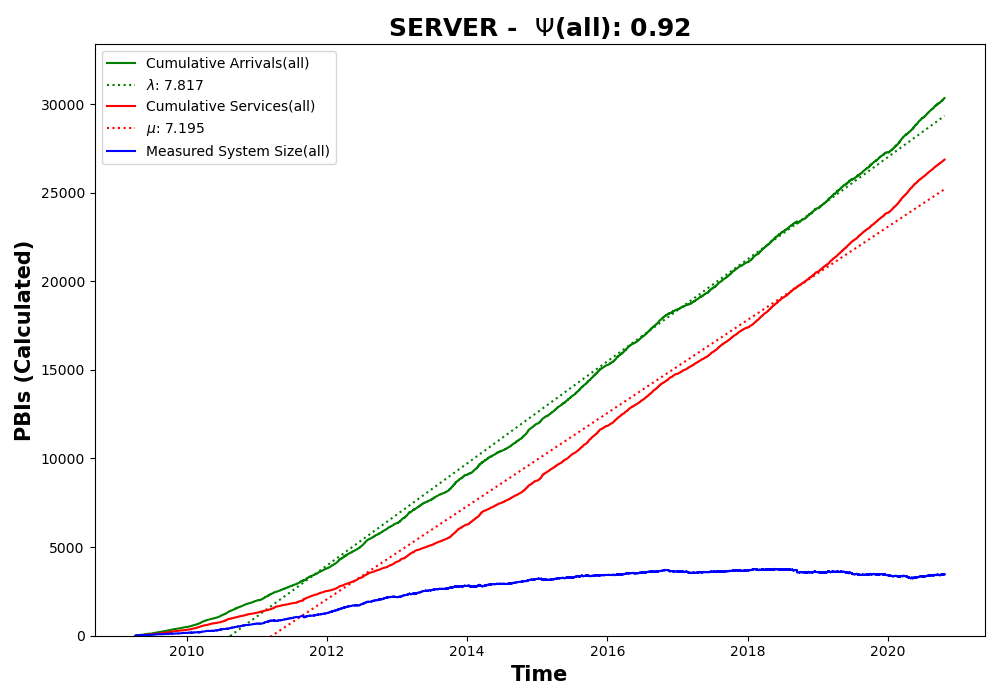 SERVER - Ψ(all): 0.92
Cumulative Arrivals(all)
λ: 7.817
Cumulative Services(all)
μ: 7.195
Measured System Size(all)
PBIs (Calculated)
30000
25000
20000
15000
10000
5000
0
2010 2012 2014 2016 2018 2020
Time